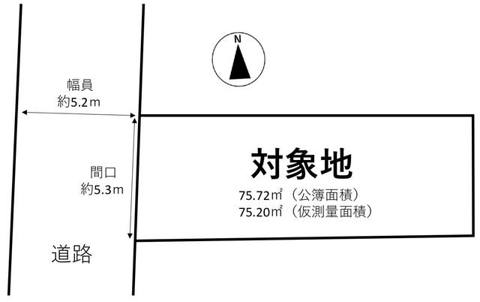 N
幅員
約5.2m
対象地
間口
約5.3m
75.72㎡（公簿面積）
75.20㎡（仮測量面積）
道路